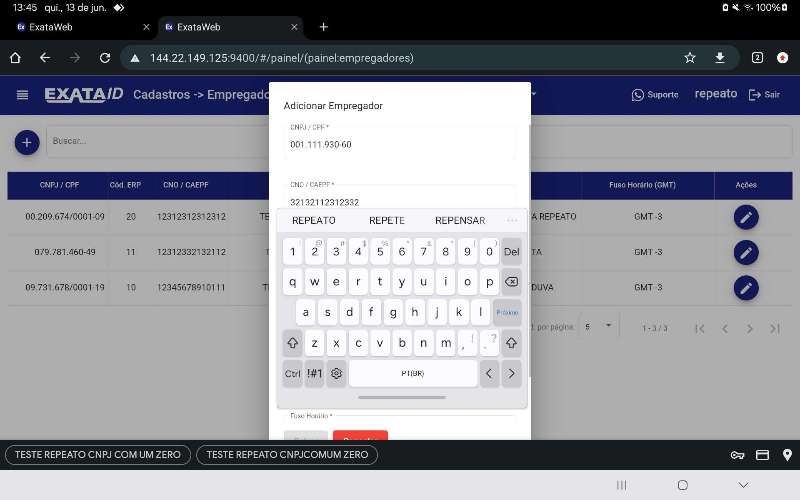 13:45 qui., 13 de jun.
100%
Ex ExataWeb
Ex ExataWeb
144.22.149.125:9400/#/painel/(painel:empregadores)
2
EXATA ID Cadastros -> Empregado
Suporte
repeato
Sair
Adicionar Empregador
CNPJ / CPF *
001.111.930-60
CNO / CAEPF *
32132112312332
Buscar...
CNPJ / CPF Cód. ERP CNO / CAEPF Fuso Horário (GMT) Ações
00.209.674/0001-09 20 12312312312312 TE A REPEATO GMT -3
079.781.460-49 11 12312332132112 TA GMT -3
09.731.678/0001-19 10 12345678910111 DUVA GMT -3
por página: 5 1 - 3 / 3
REPEATO REPETE REPENSAR ...
1 2 3 4 5 6 7 8 9 0 Del
q w e r t y u i o p
a s d f g h j k l Próximo
z x c v b n m , ! . ?
Ctrl !#1 PT(BR) < >
Fuso Horário *
TESTE REPEATO CNPJ COM UM ZERO
TESTE REPEATO CNPJCOMUM ZERO